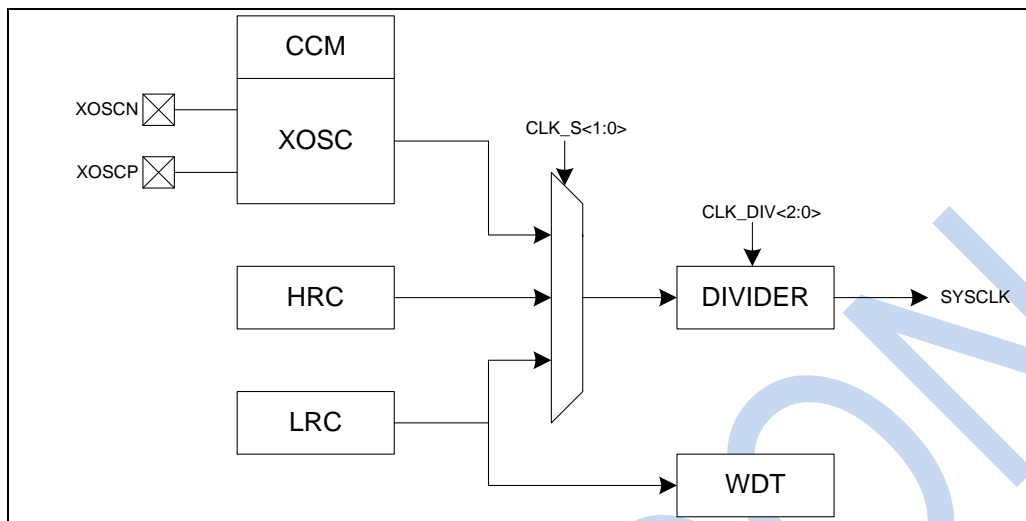 CCM
XOSCN
XOSC
XOSCP
CLK_S<1:0>
CLK_DIV<2:0>
HRC
DIVIDER
SYSCLK
LRC
WDT